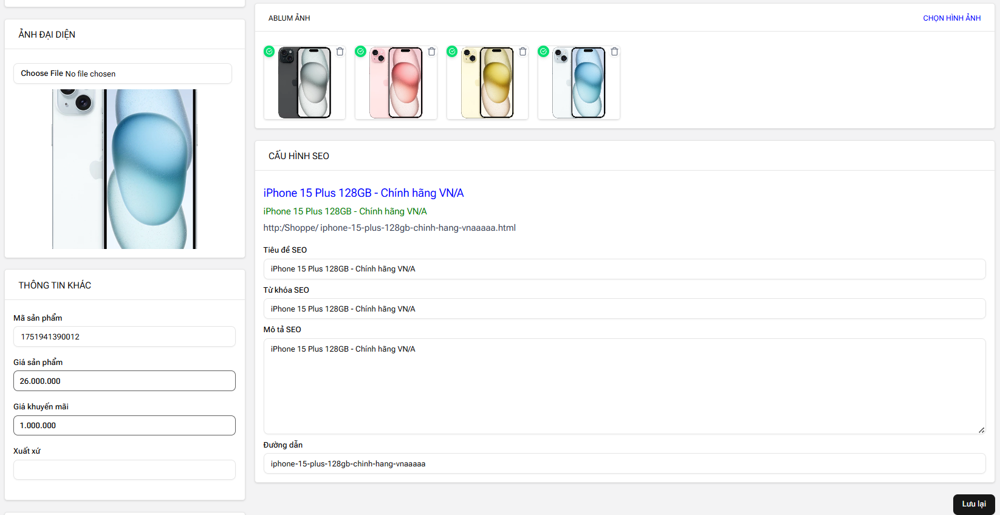 ẢNH ĐẠI DIỆN
Choose File No file chosen
THÔNG TIN KHÁC
Mã sản phẩm
1751941390012
Giá sản phẩm
26.000.000
Giá khuyến mãi
1.000.000
Xuất xứ
ABLUM ẢNH
CHỌN HÌNH ẢNH
CẤU HÌNH SEO
iPhone 15 Plus 128GB - Chính hãng VN/A
iPhone 15 Plus 128GB - Chính hãng VN/A
http:/Shoppe/ iphone-15-plus-128gb-chinh-hang-vnaaaaa.html
Tiêu đề SEO
iPhone 15 Plus 128GB - Chính hãng VN/A
Từ khóa SEO
iPhone 15 Plus 128GB - Chính hãng VN/A
Mô tả SEO
iPhone 15 Plus 128GB - Chính hãng VN/A
Đường dẫn
iphone-15-plus-128gb-chinh-hang-vnaaaaa
Lưu lại